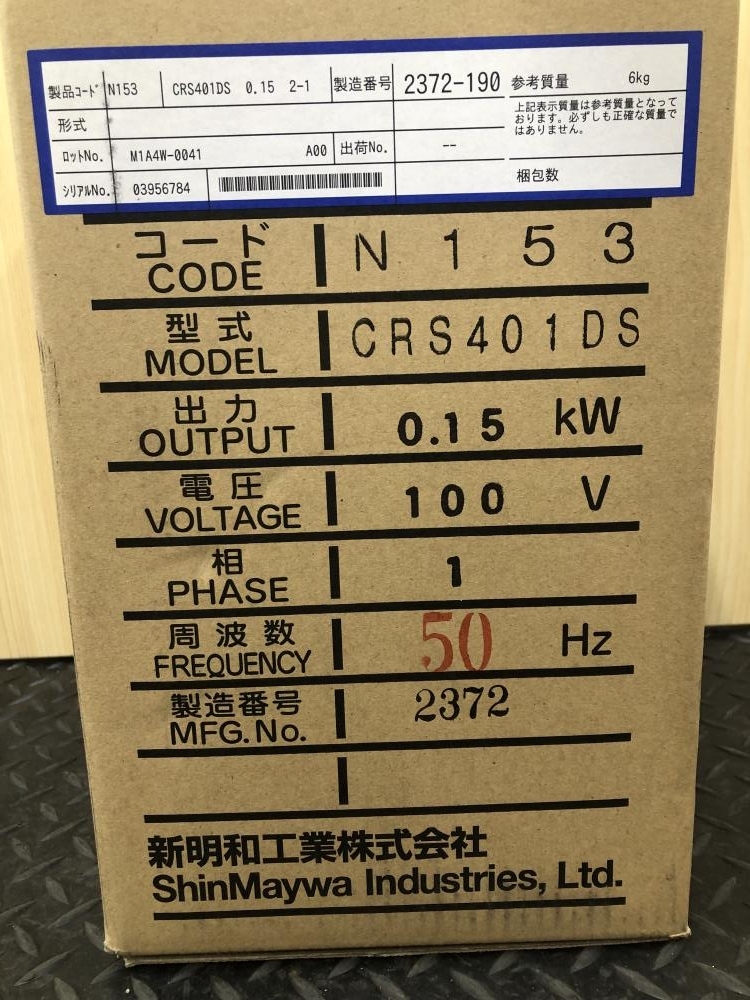 製品コード N153 CRS401DS 0.15 2-1 製造番号 2372-190 参考質量 6kg
形式
上記表示質量は参考質量となって
おります。必ずしも正確な質量で
はありません。
ロットNo. M1A4W-0041 A00 出荷No. --
シリアルNo. 03956784 梱包数
コード N153
CODE
型式 CRS401DS
MODEL
出力 0.15 kW
OUTPUT
電圧 100 V
VOLTAGE
相 1
PHASE
周波数 50 Hz
FREQUENCY
製造番号 2372
MFG.No.
新明和工業株式会社
ShinMaywa Industries, Ltd.